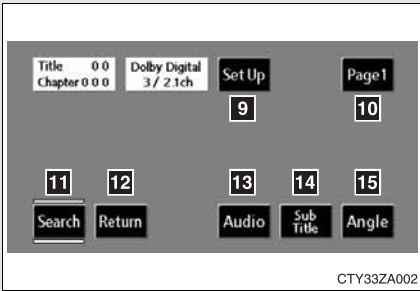 Title 0 0 Dolby Digital Set Up Page1
Chapter 0 0 0 3 / 2.1ch
9 10
11 12 13 14 15
Search Return Audio Sub Title Angle
CTY33ZA002